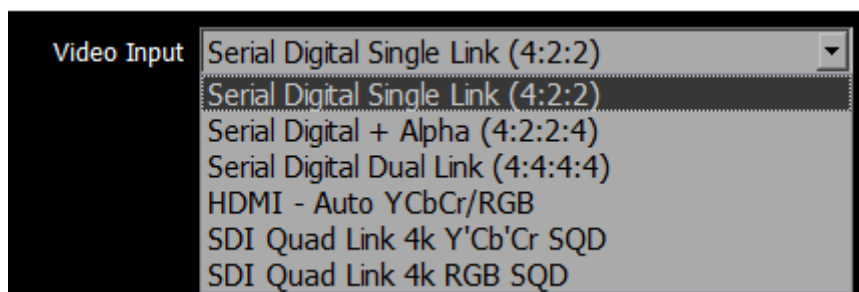 Video Input Serial Digital Single Link (4:2:2)
Serial Digital Single Link (4:2:2)
Serial Digital + Alpha (4:2:2:4)
Serial Digital Dual Link (4:4:4:4)
HDMI - Auto YCbCr/RGB
SDI Quad Link 4k Y'Cb'Cr SQD
SDI Quad Link 4k RGB SQD